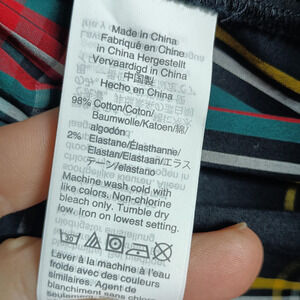 Made in China
Fabriqué en Chine
In China Hergestellt
Vervaardigd in China
中国製
Hecho en China
98% Cotton/Coton/
Baumwolle/Katoen/綿/
algodón
2% Elastane/Élasthanne/
Elastan/Elastaan/エラス
テーン/elastano
Machine wash cold with
like colors. Non-chlorine
bleach only. Tumble dry
low. Iron on lowest setting.
Laver à la machine à l'eau
froide avec des couleurs
similaires. Agent de
blanchiment sans chlore